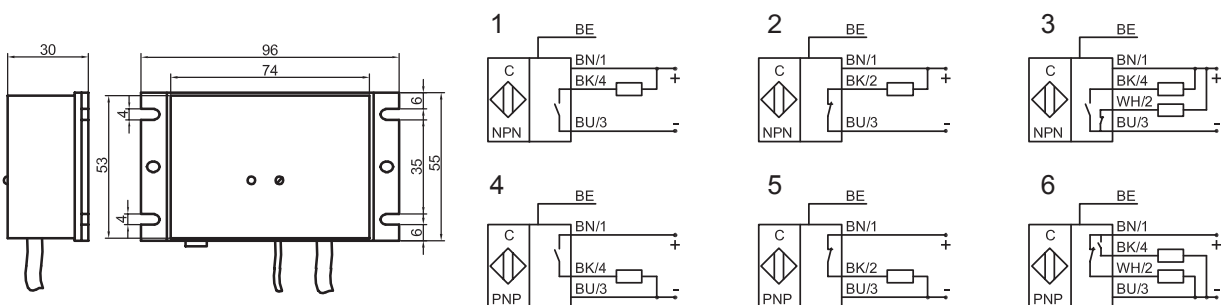 30
96
74
53
4
4
6
35
6
55
1
BE
C
NPN
BN/1
BK/4
BU/3
+
-
2
BE
C
NPN
BN/1
BK/2
BU/3
+
-
3
BE
C
NPN
BN/1
BK/4
WH/2
BU/3
+
-
4
BE
C
PNP
BN/1
BK/4
BU/3
+
-
5
BE
C
PNP
BN/1
BK/2
BU/3
+
-
6
BE
C
PNP
BN/1
BK/4
WH/2
BU/3
+
-